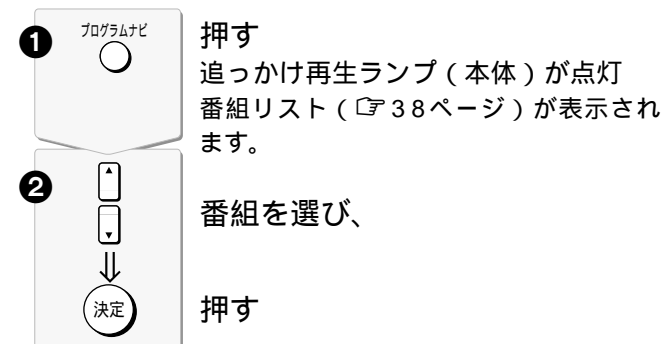 ❶ プログラムナビ 押す
追っかけ再生ランプ(本体)が点灯
番組リスト(☞38ページ)が表示され
ます。
❷ ▲
▼
番組を選び、
⇓
決定 押す